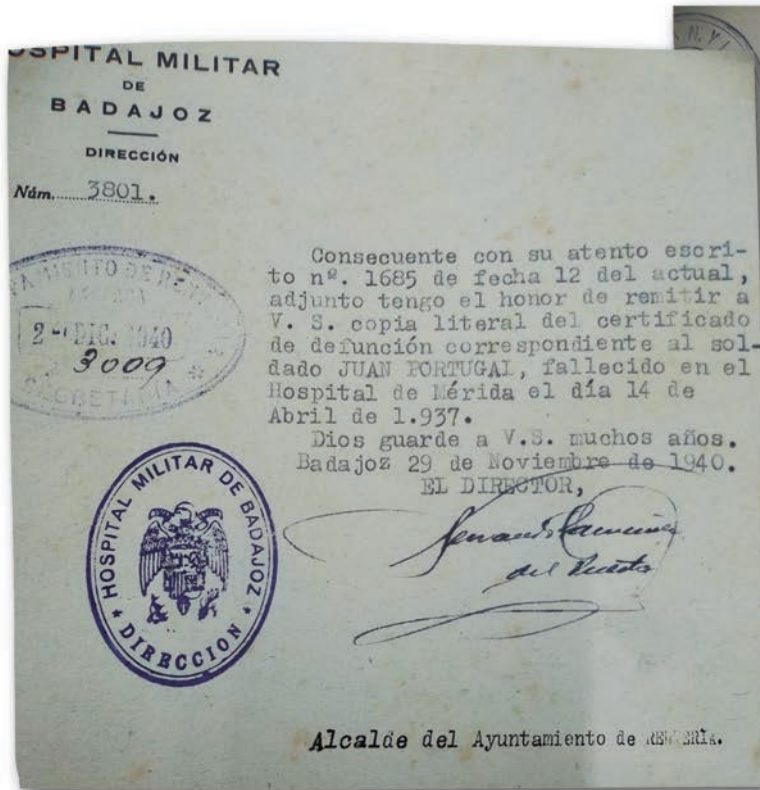 OSPITAL MILITAR
DE
BADAJOZ
DIRECCIÓN
Núm. 3801.
Consecuente con su atento escri-
to nº. 1685 de fecha 12 del actual,
adjunto tengo el honor de remitir a
V. S. copia literal del certificado
de defunción correspondiente al sol-
dado JUAN PORTUGAL, fallecido en el
Hospital de Mérida el día 14 de
Abril de 1.937.
Dios guarde a V.S. muchos años.
Badajoz 29 de Noviembre de 1940.
EL DIRECTOR,
2 - DIC. 1940
3009
SECRETARIA
HOSPITAL MILITAR DE BADAJOZ
DIRECCION
Alcalde del Ayuntamiento de